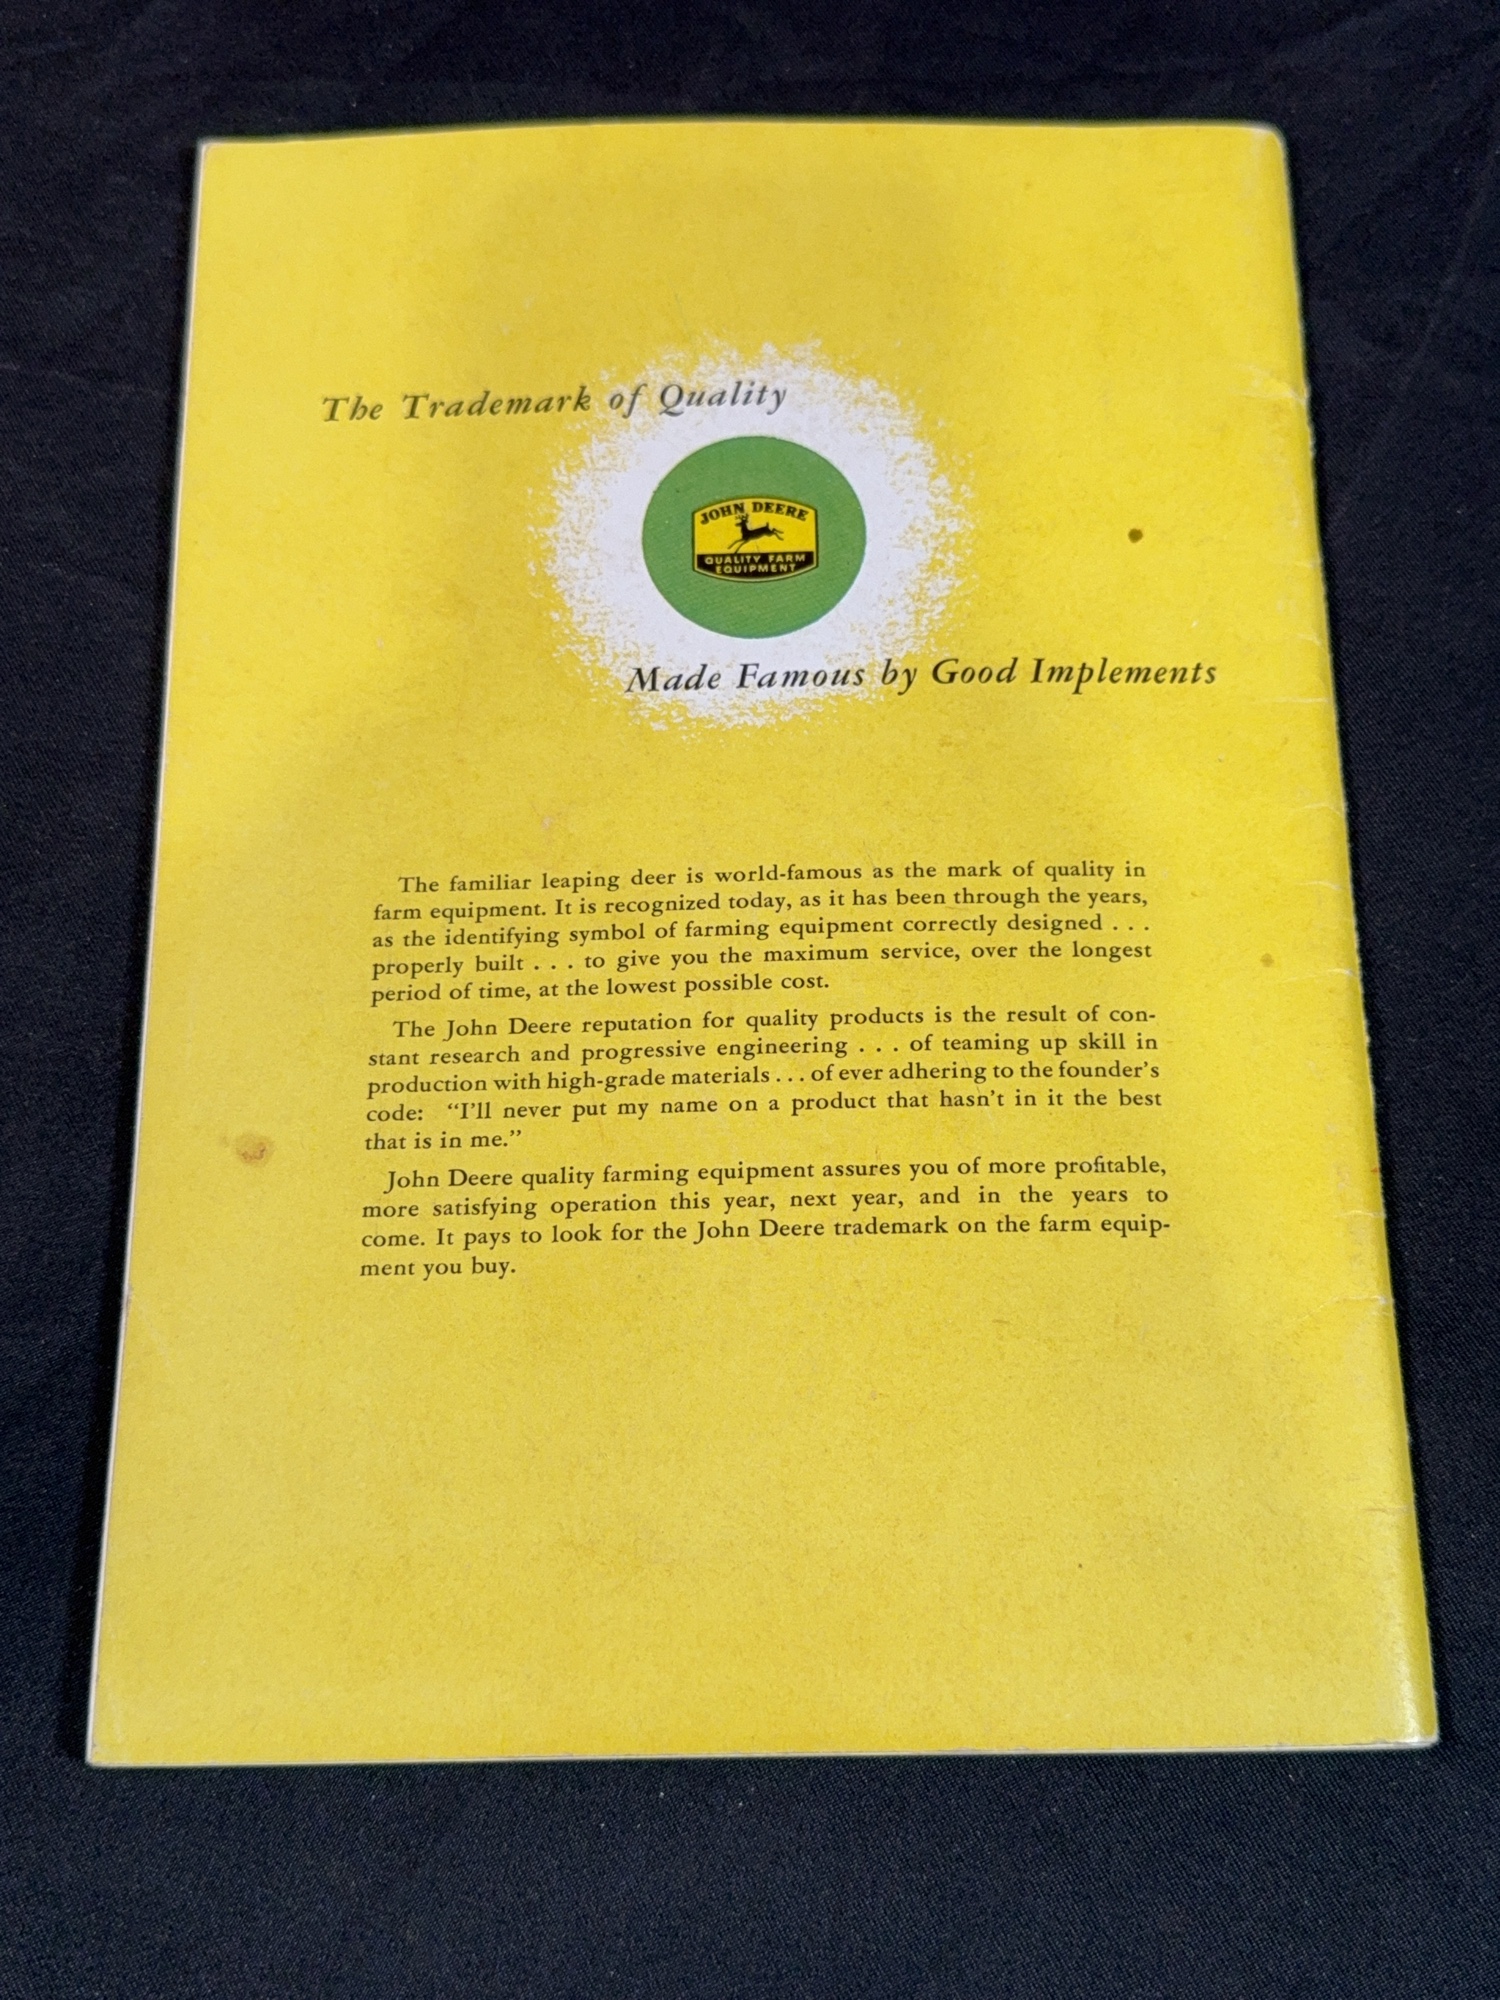 The Trademark of Quality
JOHN DEERE
QUALITY FARM
EQUIPMENT
Made Famous by Good Implements
The familiar leaping deer is world-famous as the mark of quality in
farm equipment. It is recognized today, as it has been through the years,
as the identifying symbol of farming equipment correctly designed . . .
properly built . . . to give you the maximum service, over the longest
period of time, at the lowest possible cost.
The John Deere reputation for quality products is the result of con-
stant research and progressive engineering . . . of teaming up skill in
production with high-grade materials . . . of ever adhering to the founder's
code: "I'll never put my name on a product that hasn't in it the best
that is in me."
John Deere quality farming equipment assures you of more profitable,
more satisfying operation this year, next year, and in the years to
come. It pays to look for the John Deere trademark on the farm equip-
ment you buy.